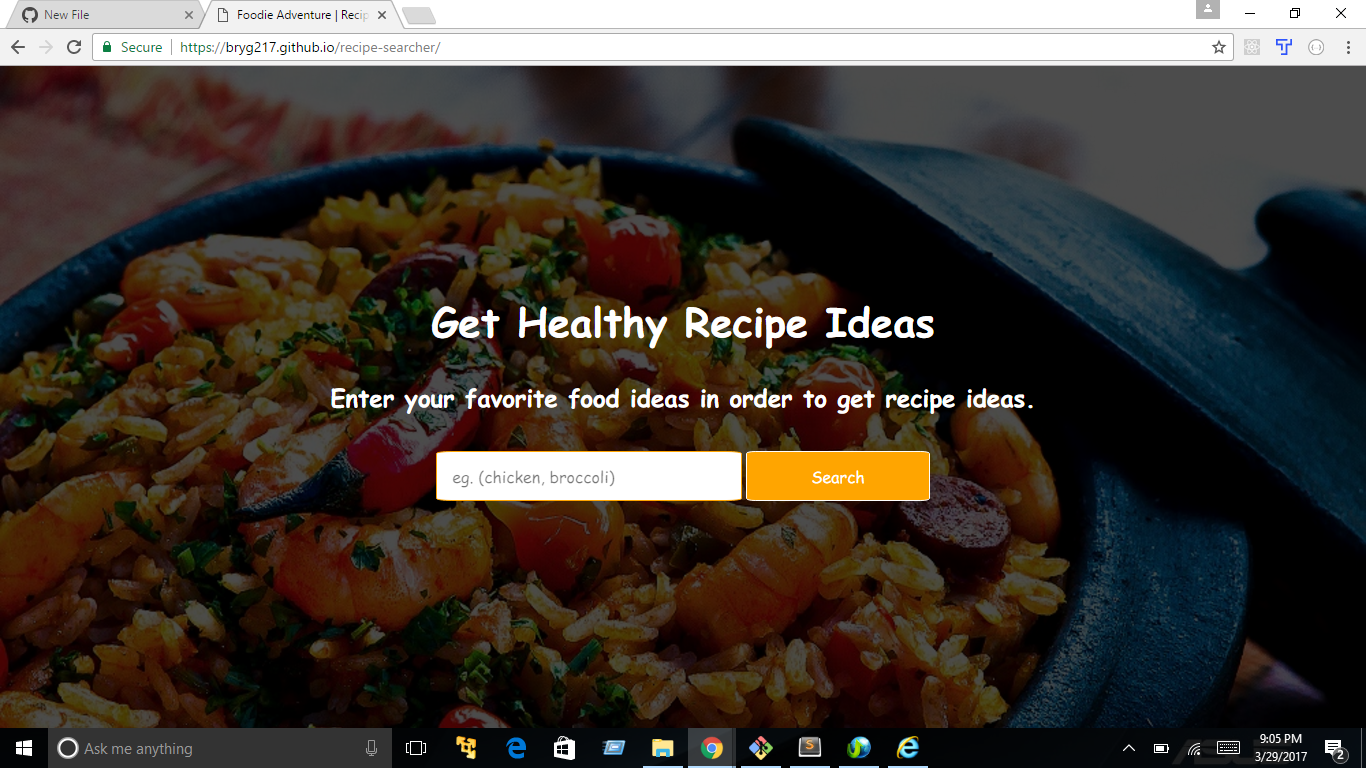 New File
Foodie Adventure | Recip
Secure
https://bryg217.github.io/recipe-searcher/
Get Healthy Recipe Ideas
Enter your favorite food ideas in order to get recipe ideas.
eg. (chicken, broccoli)
Search
Ask me anything
9:05 PM
3/29/2017
2